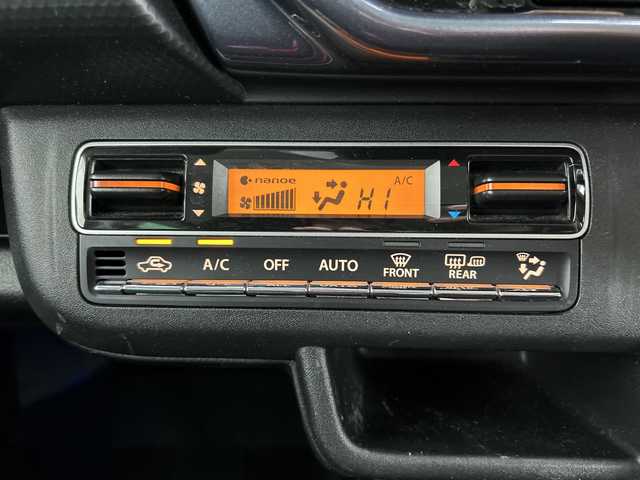 nanoe A/C
HI
A/C OFF AUTO FRONT REAR